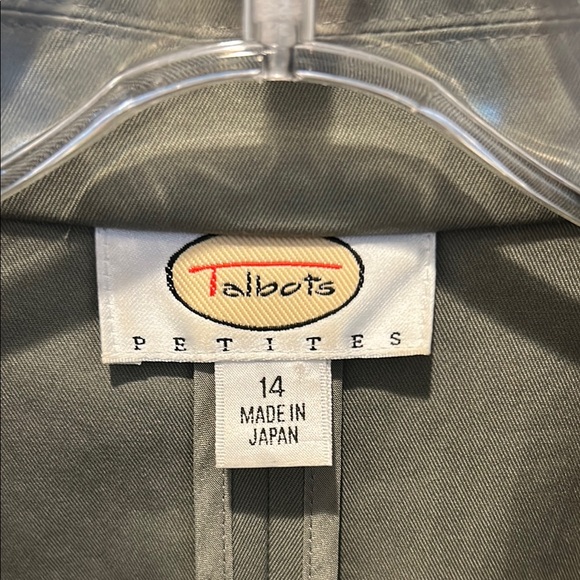 Talbots
PETITES
14
MADE IN
JAPAN